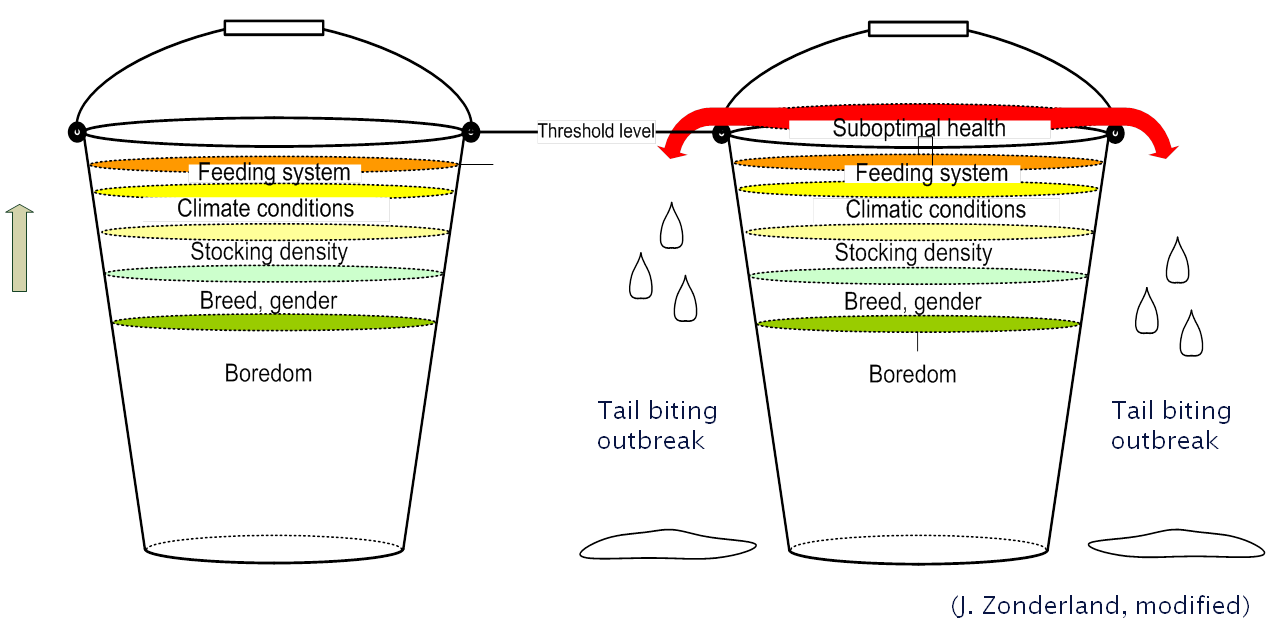 Threshold level
Feeding system
Climate conditions
Stocking density
Breed, gender
Boredom
Suboptimal health
Feeding system
Climatic conditions
Stocking density
Breed, gender
Boredom
Tail biting
outbreak
Tail biting
outbreak
(J. Zonderland, modified)